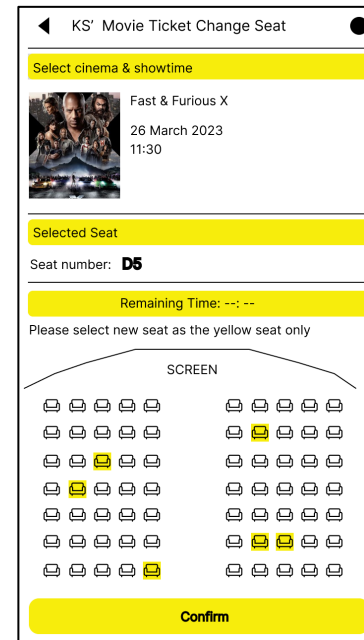 KS' Movie Ticket Change Seat
Select cinema & showtime
Fast & Furious X
26 March 2023
11:30
Selected Seat
Seat number: D5
Remaining Time: --: --
Please select new seat as the yellow seat only
SCREEN
Confirm